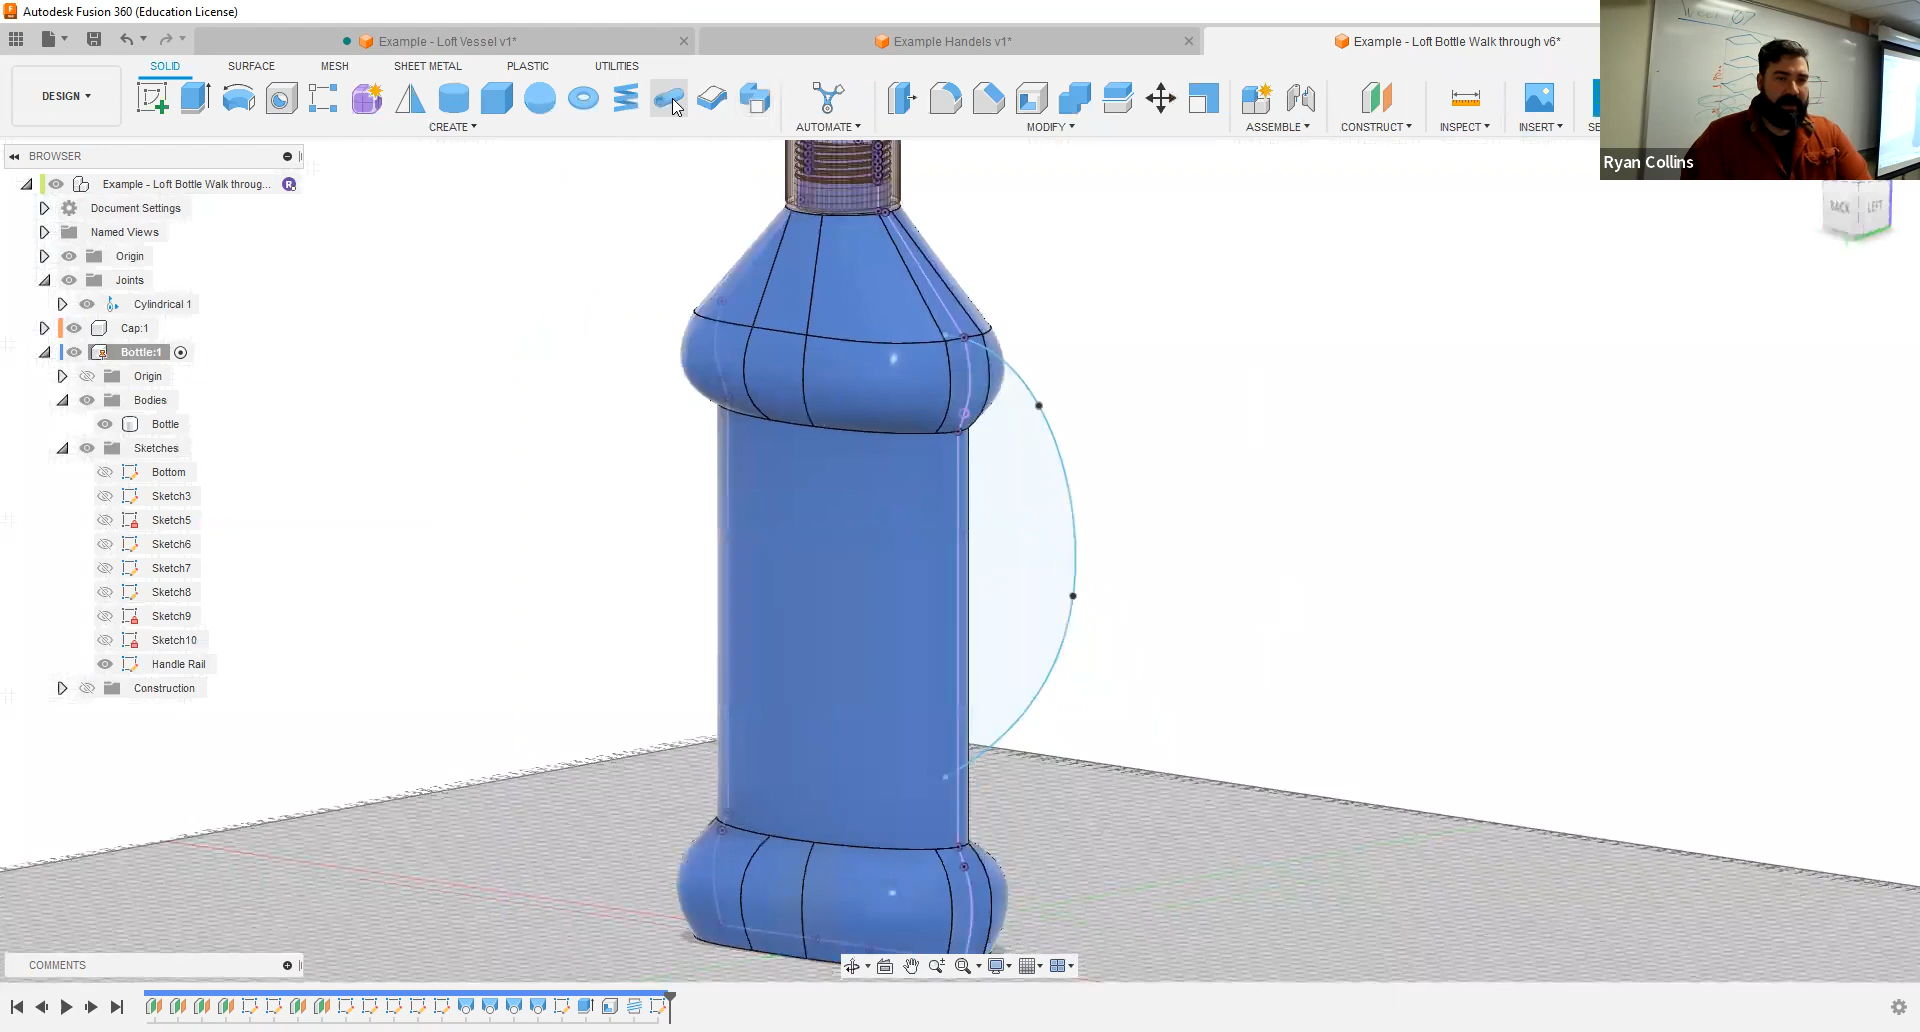 Autodesk Fusion 360 (Education License)
Example - Loft Vessel v1*
Example Handels v1*
Example - Loft Bottle Walk through v6*
SOLID
SURFACE
MESH
SHEET METAL
PLASTIC
UTILITIES
DESIGN
CREATE
AUTOMATE
MODIFY
ASSEMBLE
CONSTRUCT
INSPECT
INSERT
SE
Ryan Collins
BACK
LEFT
BROWSER
Example - Loft Bottle Walk throug...
R
Document Settings
Named Views
Origin
Joints
Cylindrical 1
Cap:1
Bottle:1
Origin
Bodies
Bottle
Sketches
Bottom
Sketch3
Sketch5
Sketch6
Sketch7
Sketch8
Sketch9
Sketch10
Handle Rail
Construction
COMMENTS